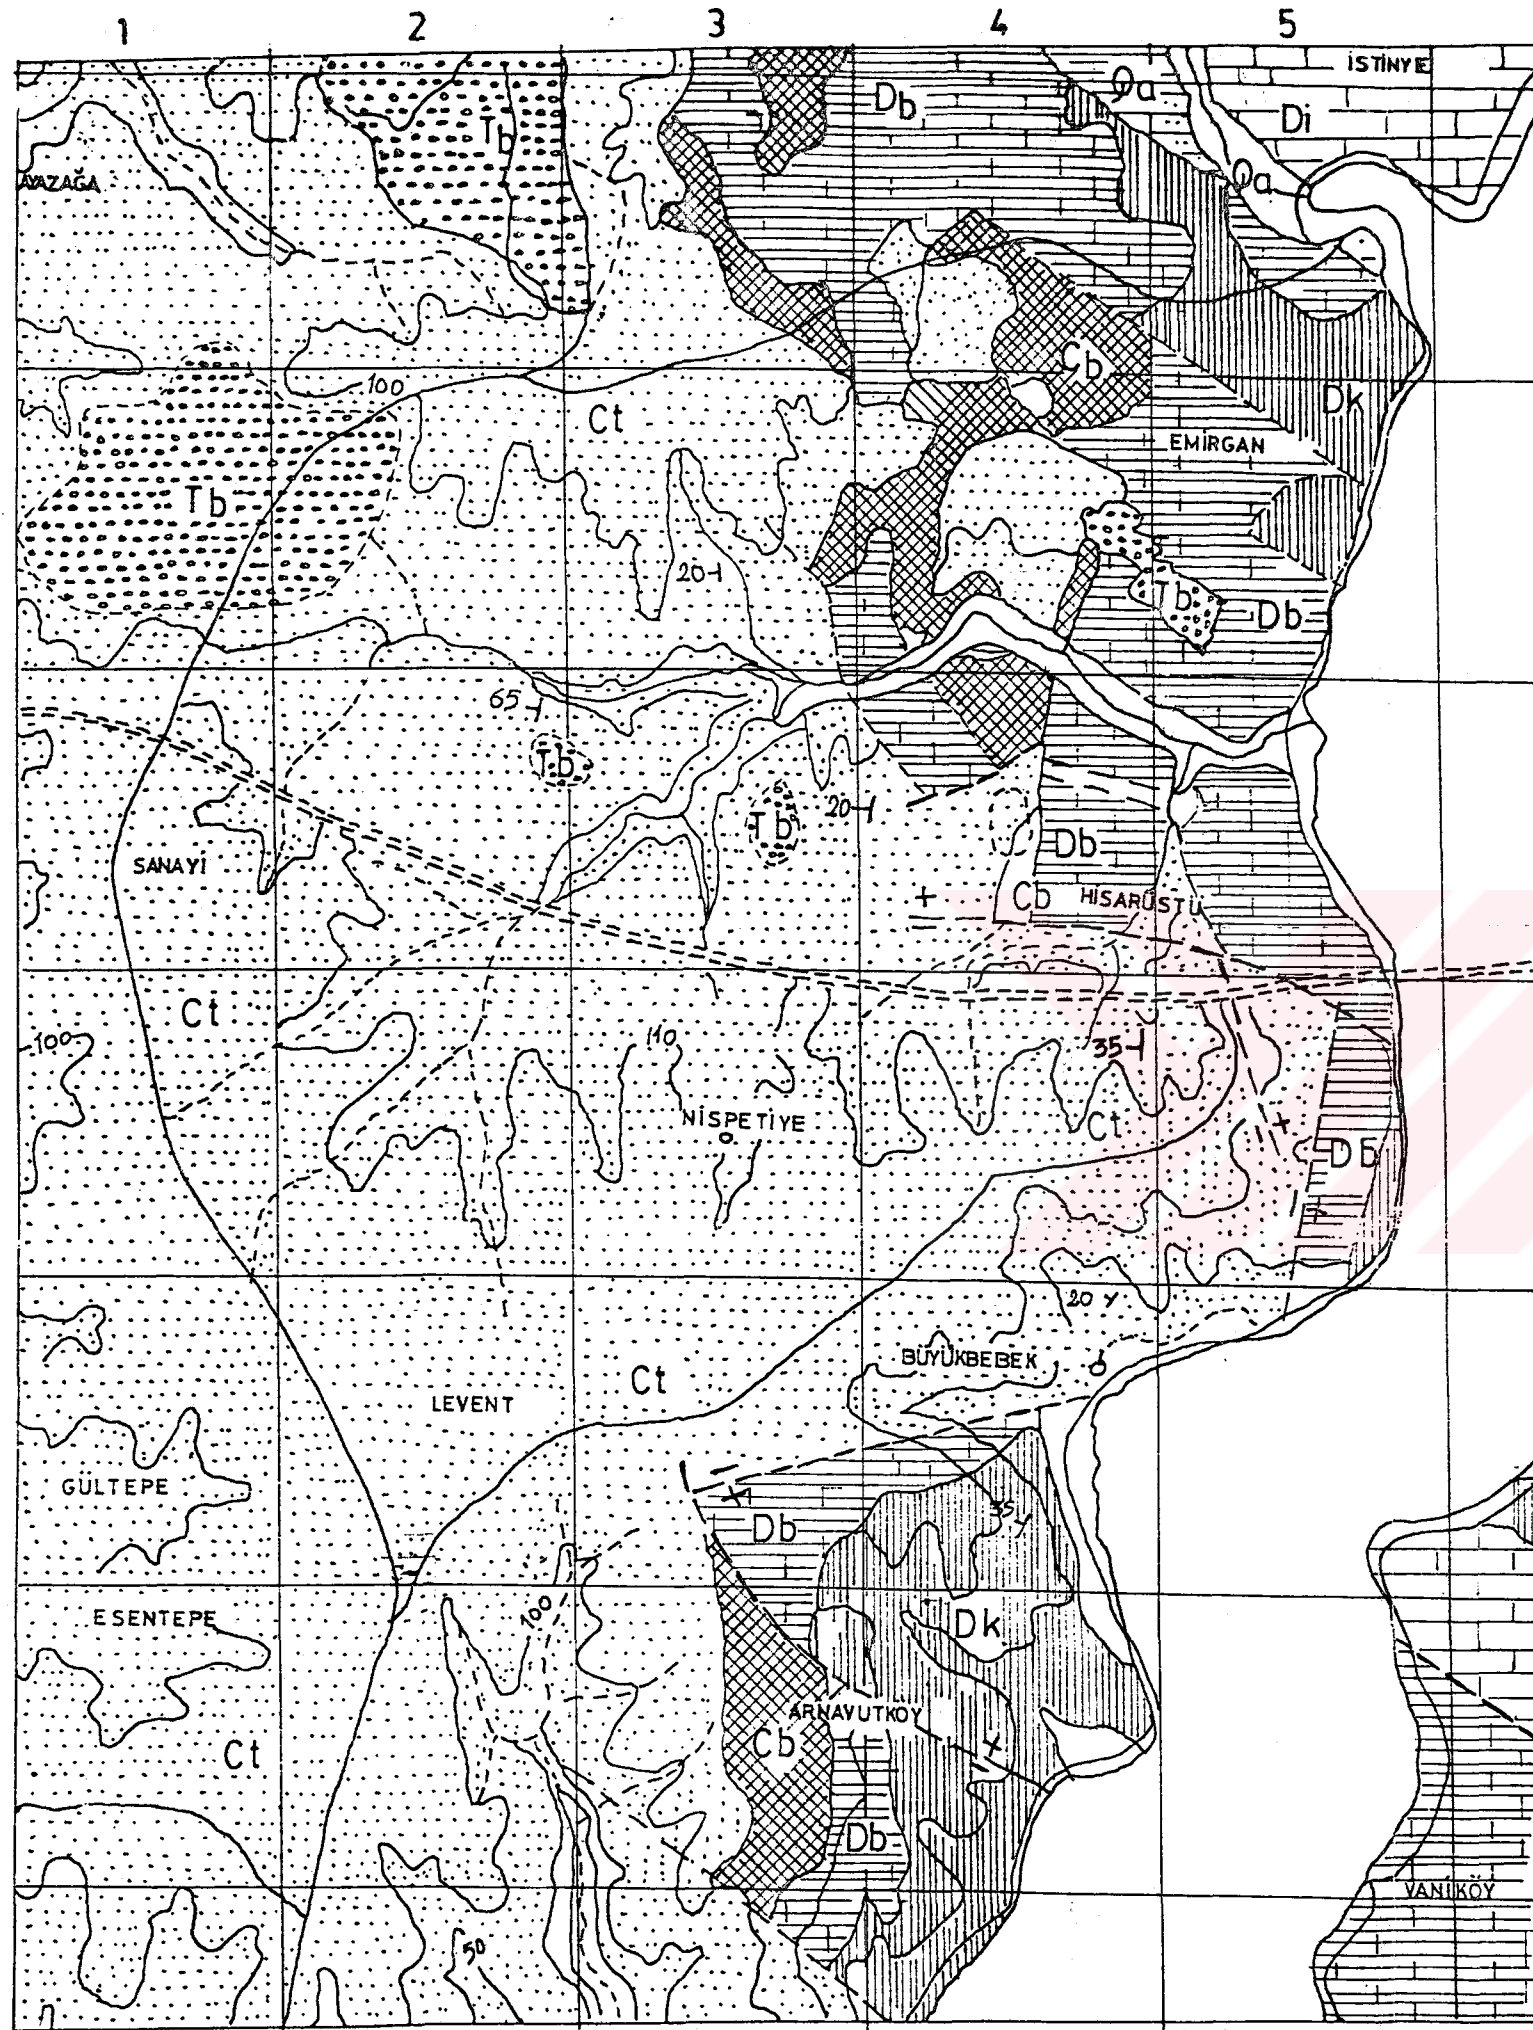 1 2 3 4 5
İSTİNYE
Qa
Db
Di
Tb
Qa
AYAZAĞA
Cb
100
Dk
Ct
EMİRGAN
Tb
20
Tb
Db
65
Tb
20
Tb
Db
SANAYİ
Cb
HİSARÜSTÜ
Ct
100
110
35
NİSPETİYE
Ct
Db
20
BÜYÜKBEBEK
Ct
LEVENT
GÜLTEPE
35
Db
100
ESENTEPE
Dk
ARNAVUTKÖY
Cb
Ct
Db
VANİKÖY
50